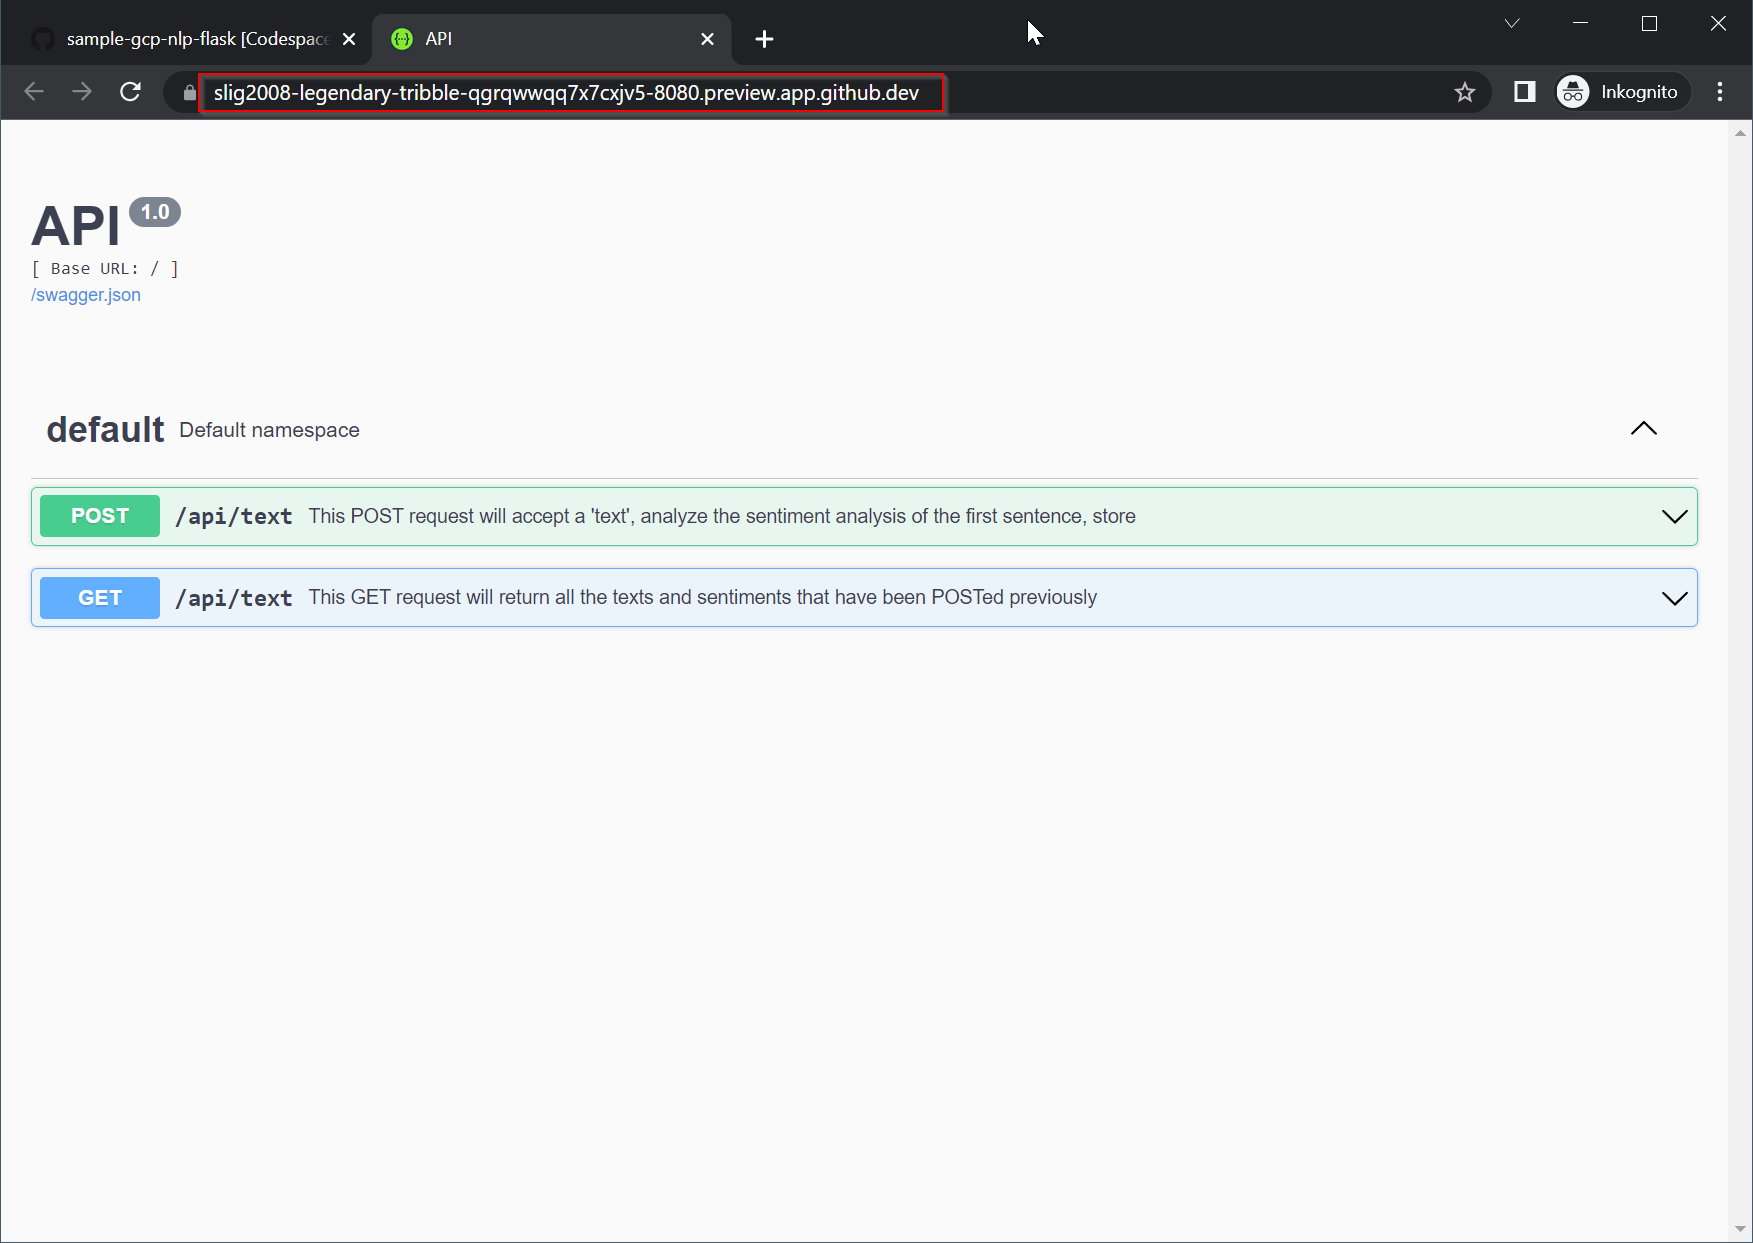 sample-gcp-nlp-flask [Codespace
API
slig2008-legendary-tribble-qgrqwwqq7x7cxjv5-8080.preview.app.github.dev
Inkognito
API 1.0
[ Base URL: / ]
/swagger.json
default Default namespace
POST /api/text This POST request will accept a 'text', analyze the sentiment analysis of the first sentence, store
GET /api/text This GET request will return all the texts and sentiments that have been POSTed previously